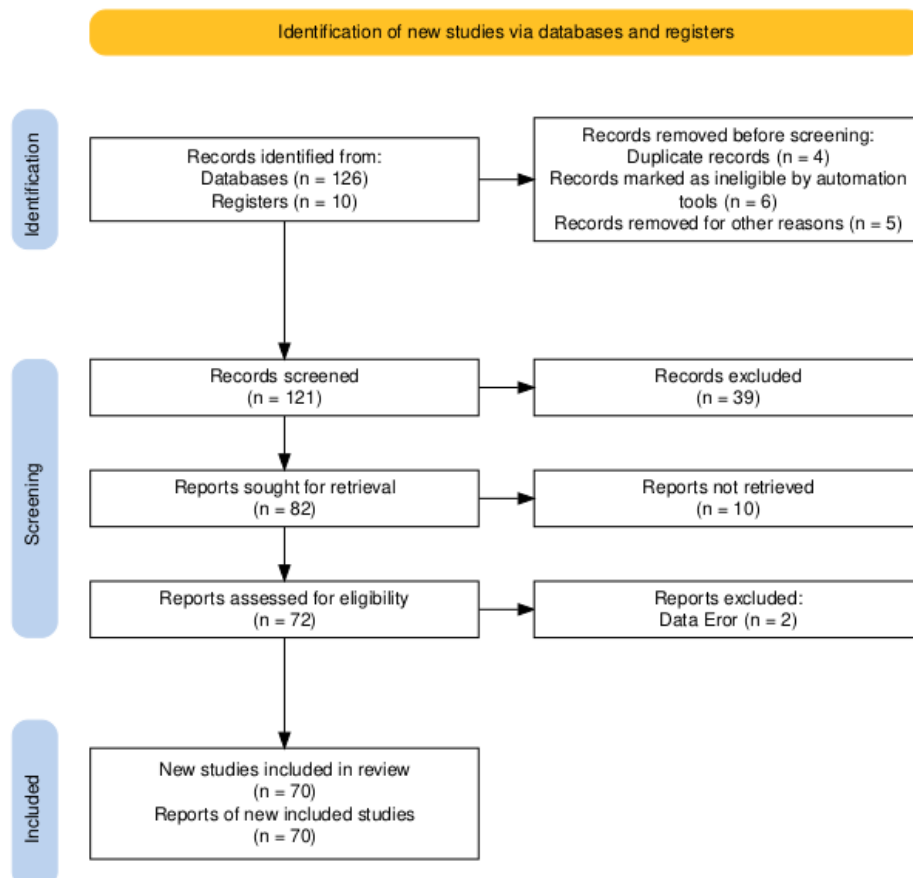 Identification of new studies via databases and registers
Identification
Records identified from:
Databases (n = 126)
Registers (n = 10)
Records removed before screening:
Duplicate records (n = 4)
Records marked as ineligible by automation
tools (n = 6)
Records removed for other reasons (n = 5)
Screening
Records screened
(n = 121)
Records excluded
(n = 39)
Reports sought for retrieval
(n = 82)
Reports not retrieved
(n = 10)
Reports assessed for eligibility
(n = 72)
Reports excluded:
Data Eror (n = 2)
Included
New studies included in review
(n = 70)
Reports of new included studies
(n = 70)